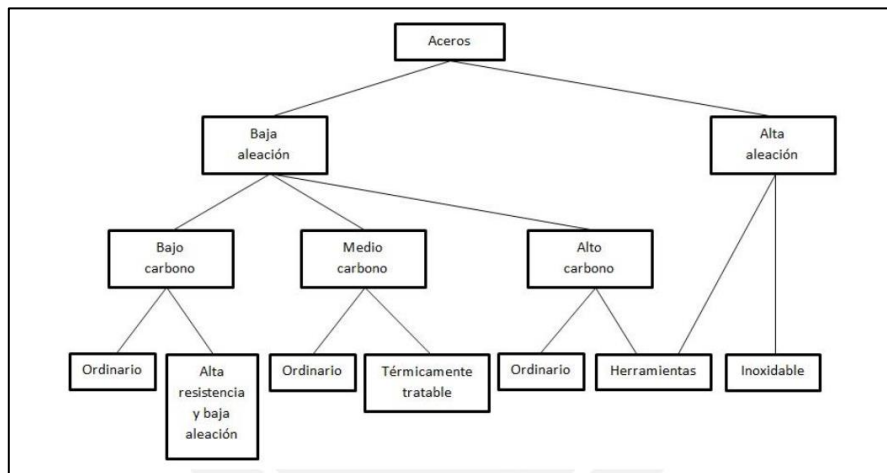 Aceros
Baja
aleación
Alta
aleación
Bajo
carbono
Medio
carbono
Alto
carbono
Ordinario
Alta
resistencia
y baja
aleación
Ordinario
Térmicamente
tratable
Ordinario
Herramientas
Inoxidable